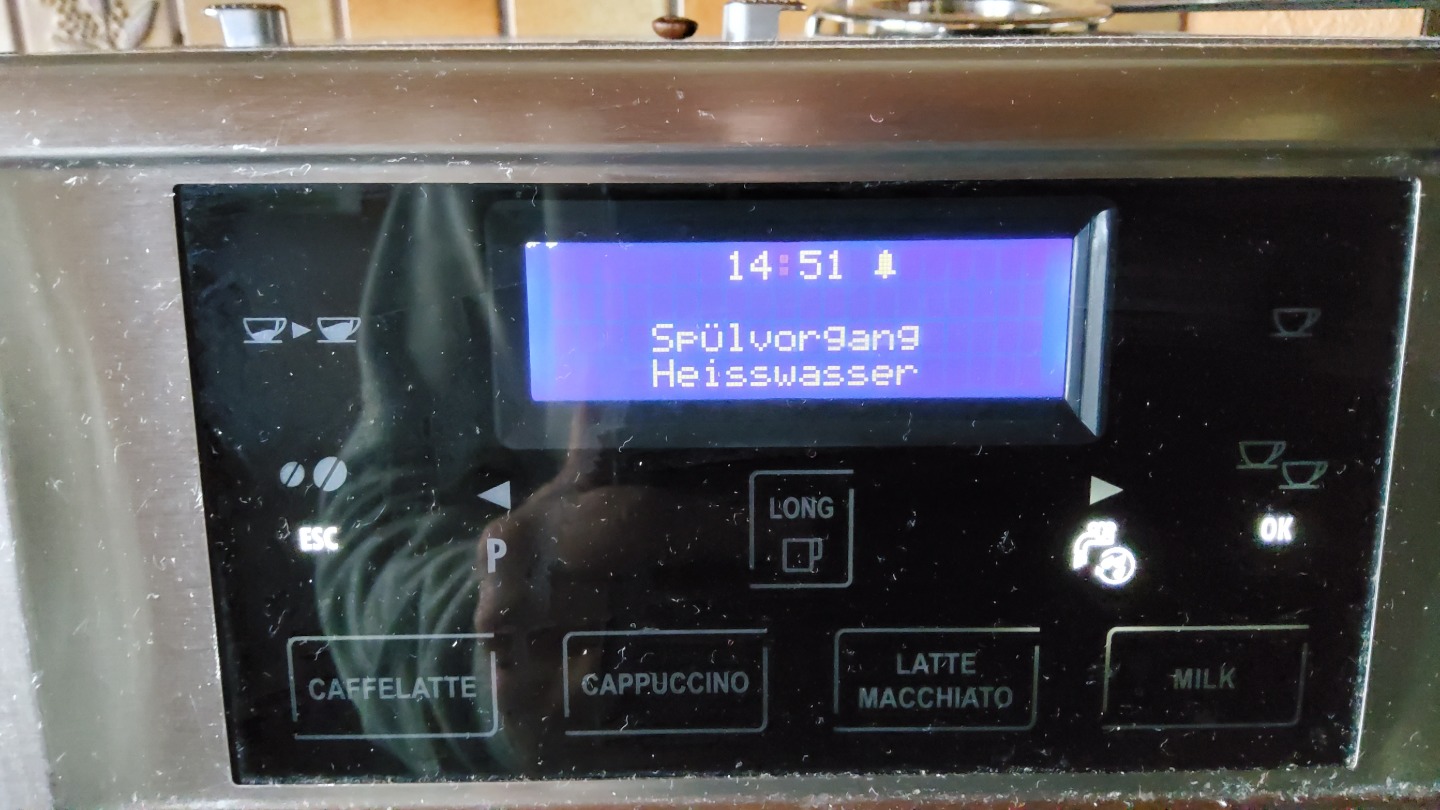 14:51
Spülvorgang
Heisswasser
LONG
ESC
P
OK
CAFFELATTE
CAPPUCCINO
LATTE
MACCHIATO
MILK